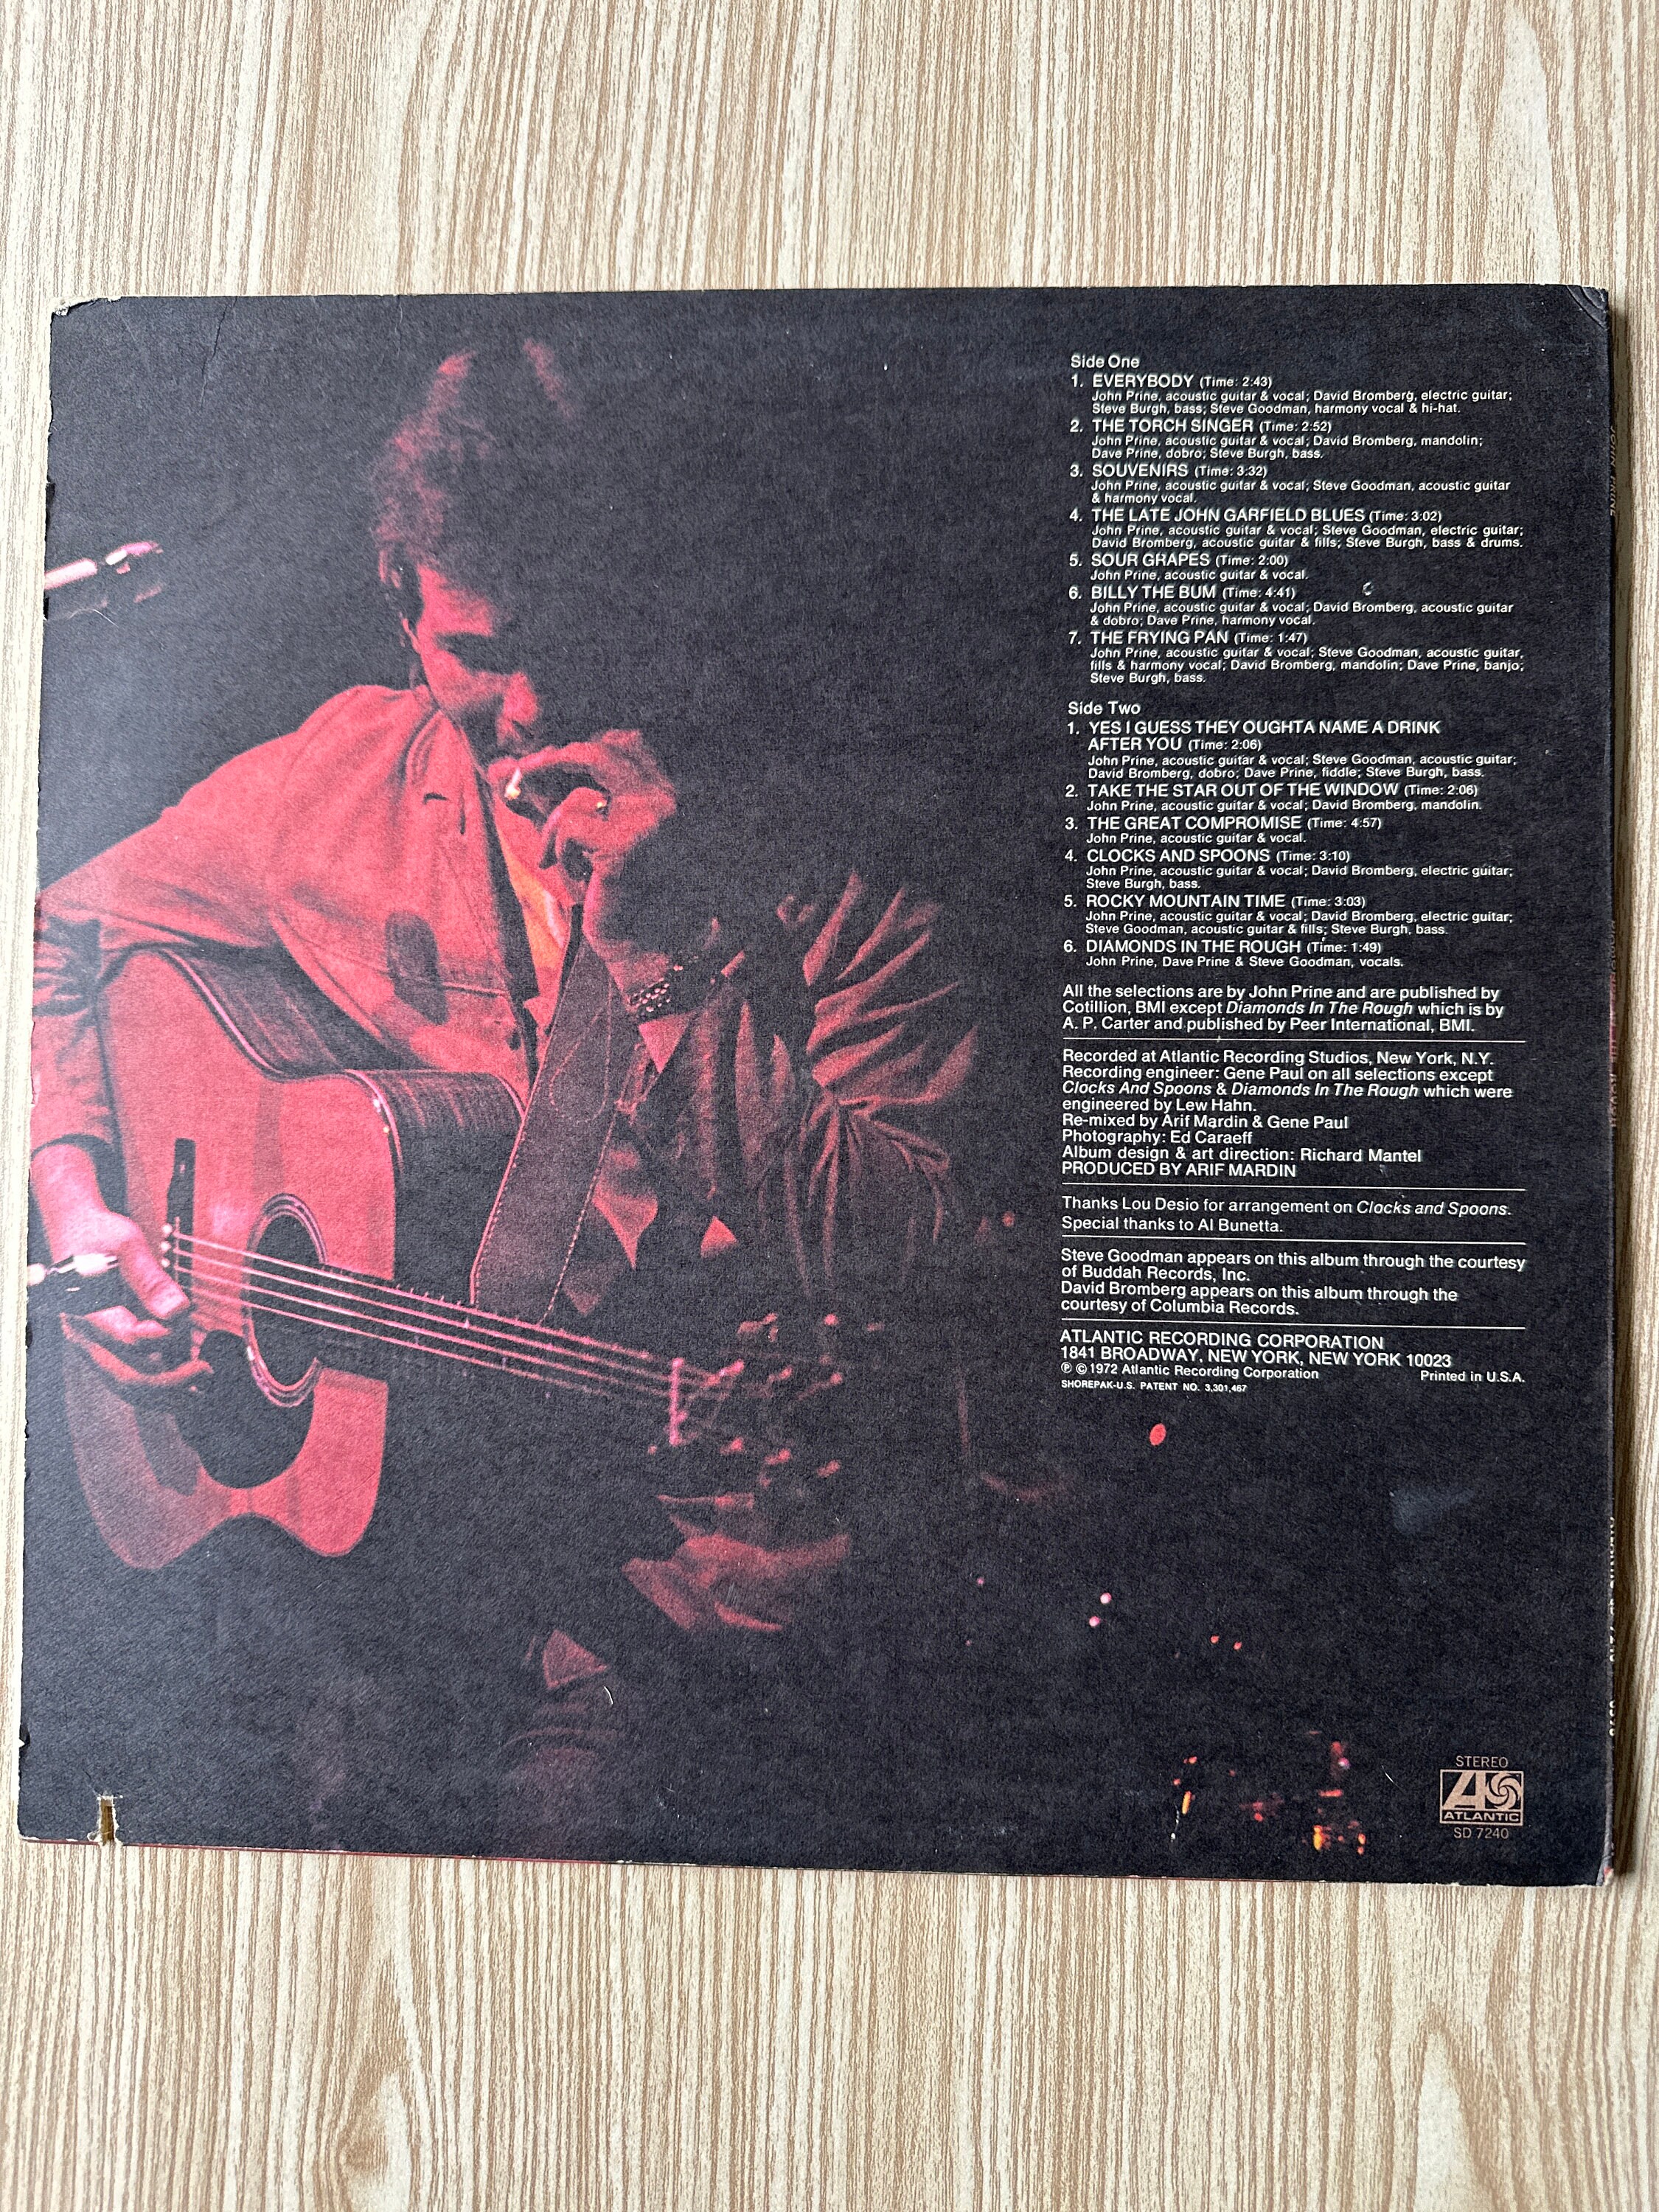 Side One
1. EVERYBODY (Time: 2:43)
John Prine, acoustic guitar & vocal; David Bromberg, electric guitar;
Steve Burgh, bass; Steve Goodman, harmony vocal & hi-hat.
2. THE TORCH SINGER (Time: 2:52)
John Prine, acoustic guitar & vocal; David Bromberg, mandolin;
Dave Prine, dobro; Steve Burgh, bass.
3. SOUVENIRS (Time: 3:32)
John Prine, acoustic guitar & vocal; Steve Goodman, acoustic guitar
& harmony vocal.
4. THE LATE JOHN GARFIELD BLUES (Time: 3:02)
John Prine, acoustic guitar & vocal; Steve Goodman, electric guitar;
David Bromberg, acoustic guitar & fills; Steve Burgh, bass & drums.
5. SOUR GRAPES (Time: 2:00)
John Prine, acoustic guitar & vocal.
6. BILLY THE BUM (Time: 4:41)
John Prine, acoustic guitar & vocal; David Bromberg, acoustic guitar
& dobro; Dave Prine, harmony vocal.
7. THE FRYING PAN (Time: 1:47)
John Prine, acoustic guitar & vocal; Steve Goodman, acoustic guitar,
fills & harmony vocal; David Bromberg, mandolin; Dave Prine, banjo;
Steve Burgh, bass.
Side Two
1. YES I GUESS THEY OUGHTA NAME A DRINK
AFTER YOU (Time: 2:06)
John Prine, acoustic guitar & vocal; Steve Goodman, acoustic guitar;
David Bromberg, dobro; Dave Prine, fiddle; Steve Burgh, bass.
2. TAKE THE STAR OUT OF THE WINDOW (Time: 2:06)
John Prine, acoustic guitar & vocal; David Bromberg, mandolin.
3. THE GREAT COMPROMISE (Time: 4:57)
John Prine, acoustic guitar & vocal.
4. CLOCKS AND SPOONS (Time: 3:10)
John Prine, acoustic guitar & vocal; David Bromberg, electric guitar;
Steve Burgh, bass.
5. ROCKY MOUNTAIN TIME (Time: 3:03)
John Prine, acoustic guitar & vocal; David Bromberg, electric guitar;
Steve Goodman, acoustic guitar & fills; Steve Burgh, bass.
6. DIAMONDS IN THE ROUGH (Time: 1:49)
John Prine, Dave Prine & Steve Goodman, vocals.
All the selections are by John Prine and are published by
Cotillion, BMI except Diamonds In The Rough which is by
A. P. Carter and published by Peer International, BMI.
Recorded at Atlantic Recording Studios, New York, N.Y.
Recording engineer: Gene Paul on all selections except
Clocks And Spoons & Diamonds In The Rough which were
engineered by Lew Hahn.
Re-mixed by Arif Mardin & Gene Paul
Photography: Ed Caraeff
Album design & art direction: Richard Mantel
PRODUCED BY ARIF MARDIN
Thanks Lou Desio for arrangement on Clocks and Spoons.
Special thanks to Al Bunetta.
Steve Goodman appears on this album through the courtesy
of Buddah Records, Inc.
David Bromberg appears on this album through the
courtesy of Columbia Records.
ATLANTIC RECORDING CORPORATION
1841 BROADWAY, NEW YORK, NEW YORK 10023
℗ © 1972 Atlantic Recording Corporation Printed in U.S.A.
SHOREPAK-U.S. PATENT NO. 3,301,467
STEREO
ATLANTIC
SD 7240
JOHN PRINE